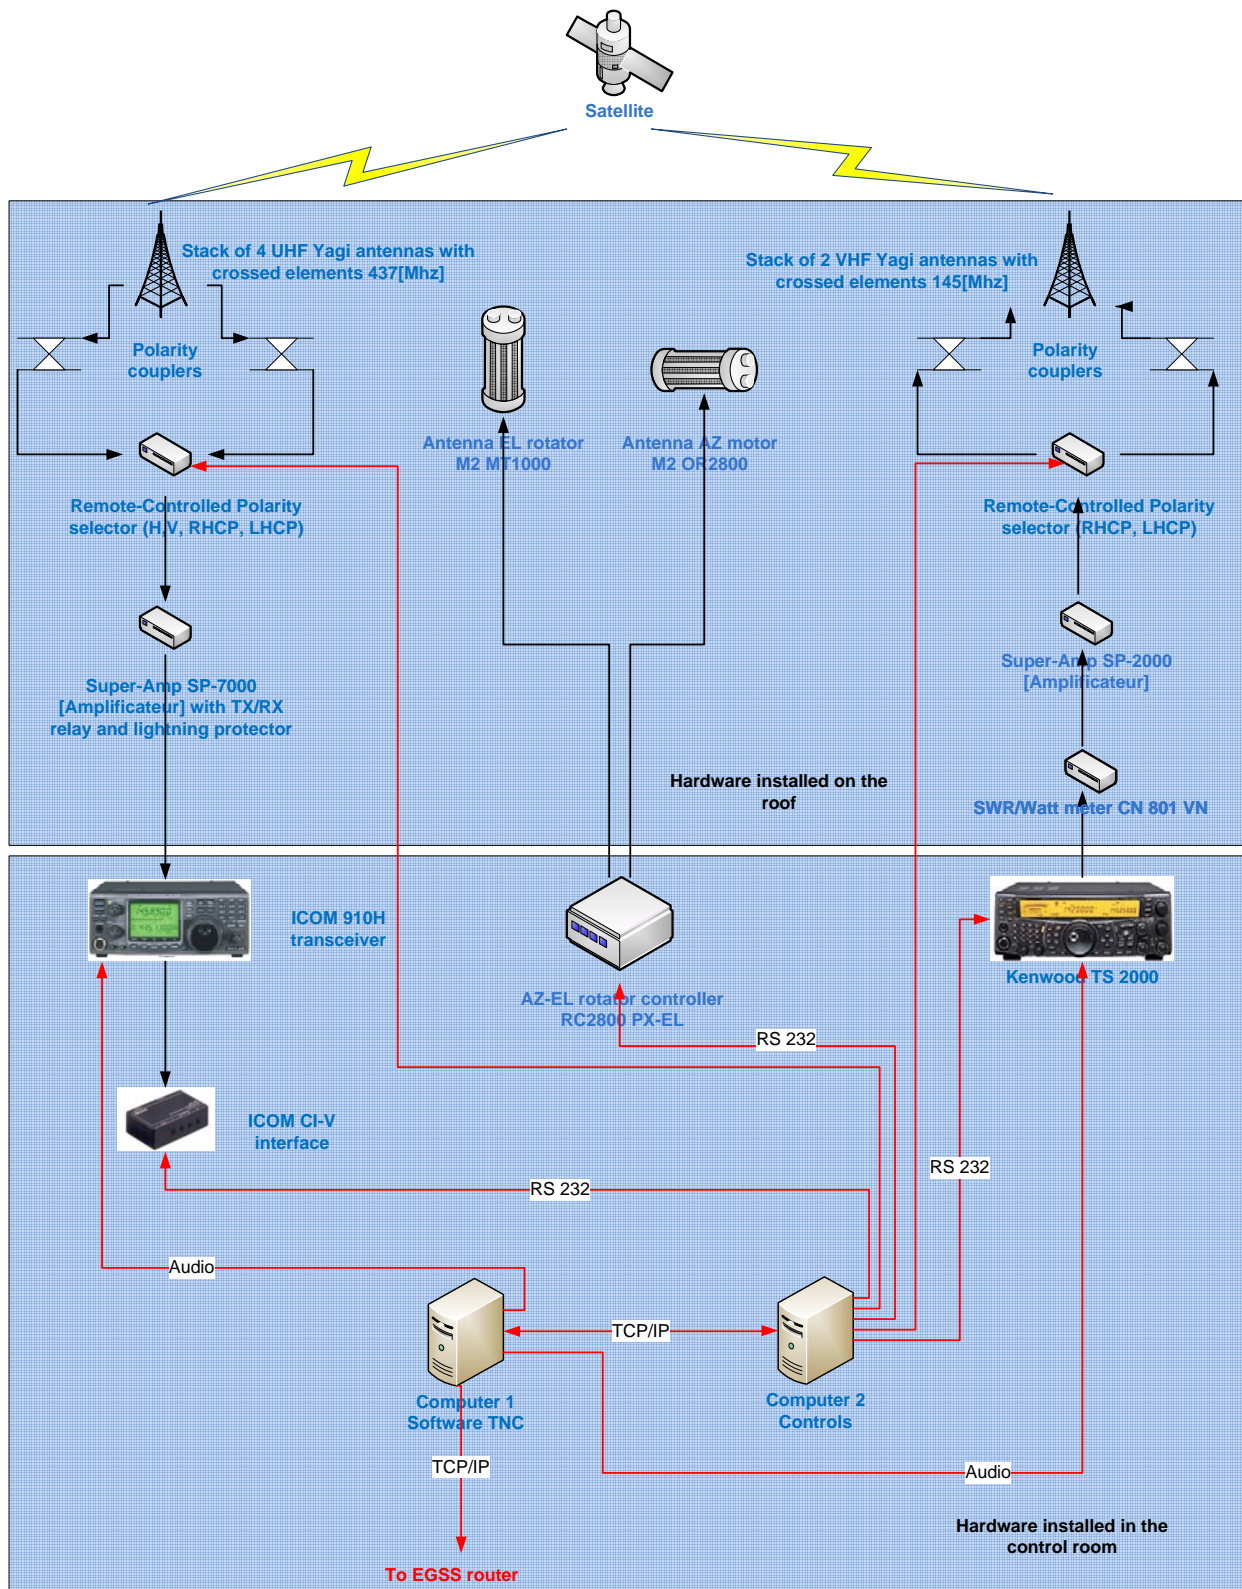 Satellite
Stack of 4 UHF Yagi antennas with
crossed elements 437[Mhz]
Stack of 2 VHF Yagi antennas with
crossed elements 145[Mhz]
Polarity
couplers
Polarity
couplers
Antenna EL rotator
M2 MT1000
Antenna AZ motor
M2 OR2800
Remote-Controlled Polarity
selector (H,V, RHCP, LHCP)
Remote-Controlled Polarity
selector (RHCP, LHCP)
Super-Amp SP-7000
[Amplificateur] with TX/RX
relay and lightning protector
Super-Amp SP-2000
[Amplificateur]
Hardware installed on the
roof
SWR/Watt meter CN 801 VN
ICOM 910H
transceiver
AZ-EL rotator controller
RC2800 PX-EL
Kenwood TS 2000
RS 232
ICOM CI-V
interface
RS 232
RS 232
Audio
TCP/IP
Computer 1
Software TNC
Computer 2
Controls
TCP/IP
Audio
Hardware installed in the
control room
To EGSS router